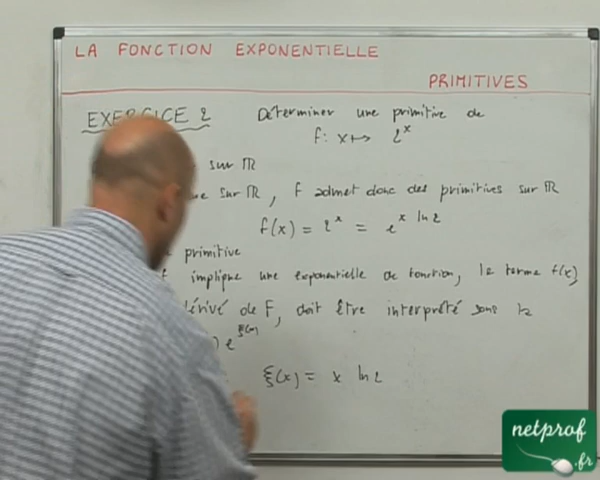 LA FONCTION EXPONENTIELLE
PRIMITIVES
EXERCICE 2 Déterminer une primitive de
f: x ↦ 2^x
sur ℝ
sur ℝ, f admet donc des primitives sur ℝ
f(x) = 2^x = e^{x ln 2}
primitive
implique une exponentielle de fonction, le terme f(x),
dérivé de F, doit être interprété sous la
) e^{ξ(x)}
ξ(x) = x ln 2
netprof
.fr